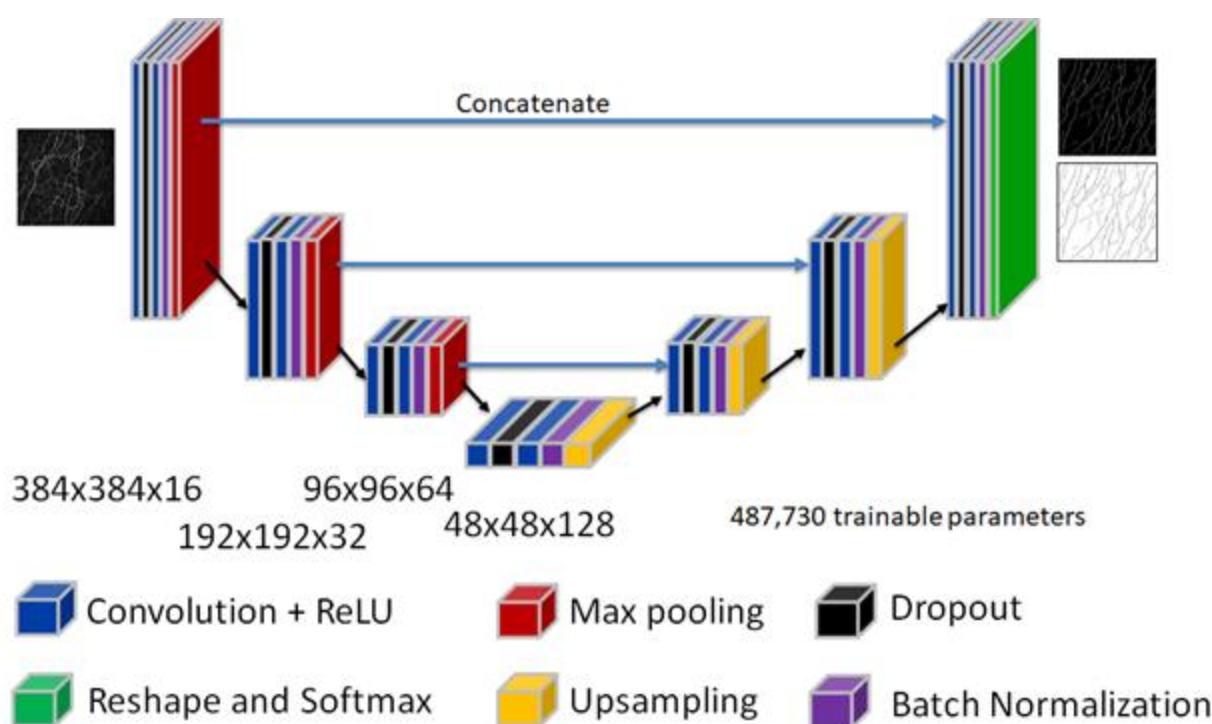 Concatenate
384x384x16
96x96x64
192x192x32
48x48x128
487,730 trainable parameters
Convolution + ReLU
Max pooling
Dropout
Reshape and Softmax
Upsampling
Batch Normalization